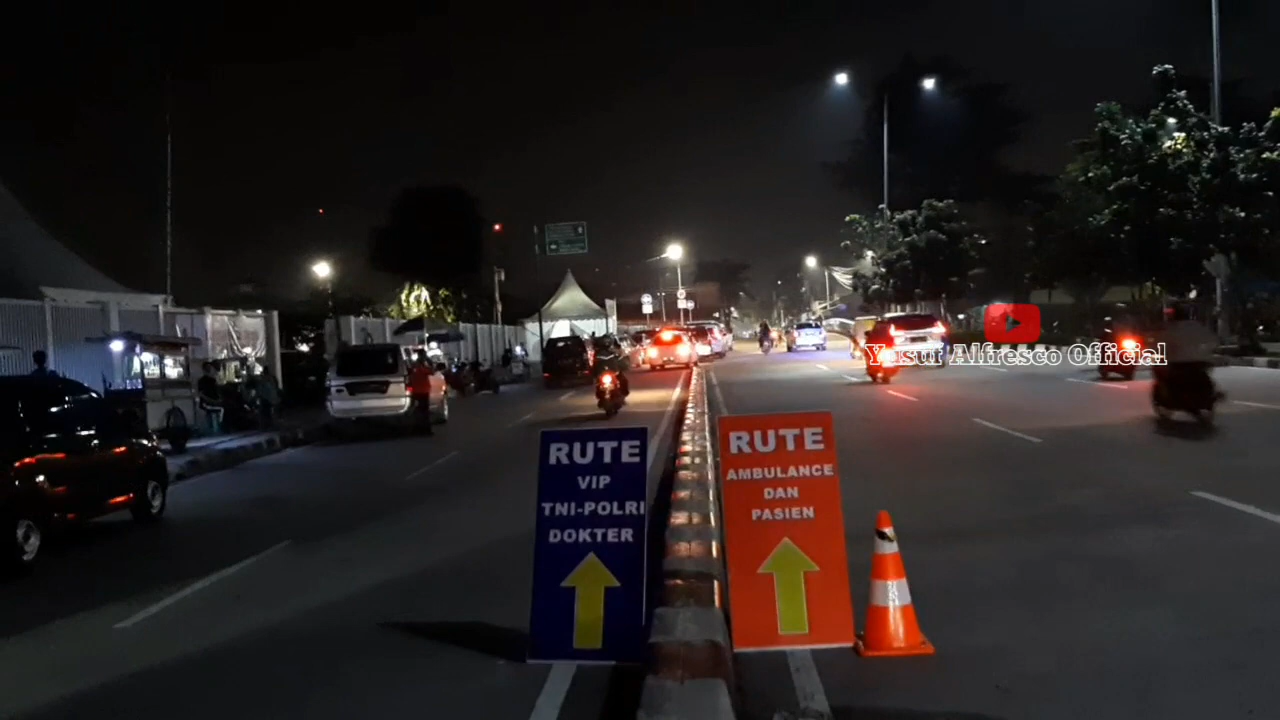 RUTE
VIP
TNI-POLRI
DOKTER
RUTE
AMBULANCE
DAN
PASIEN
Yusuf Alfresco Official